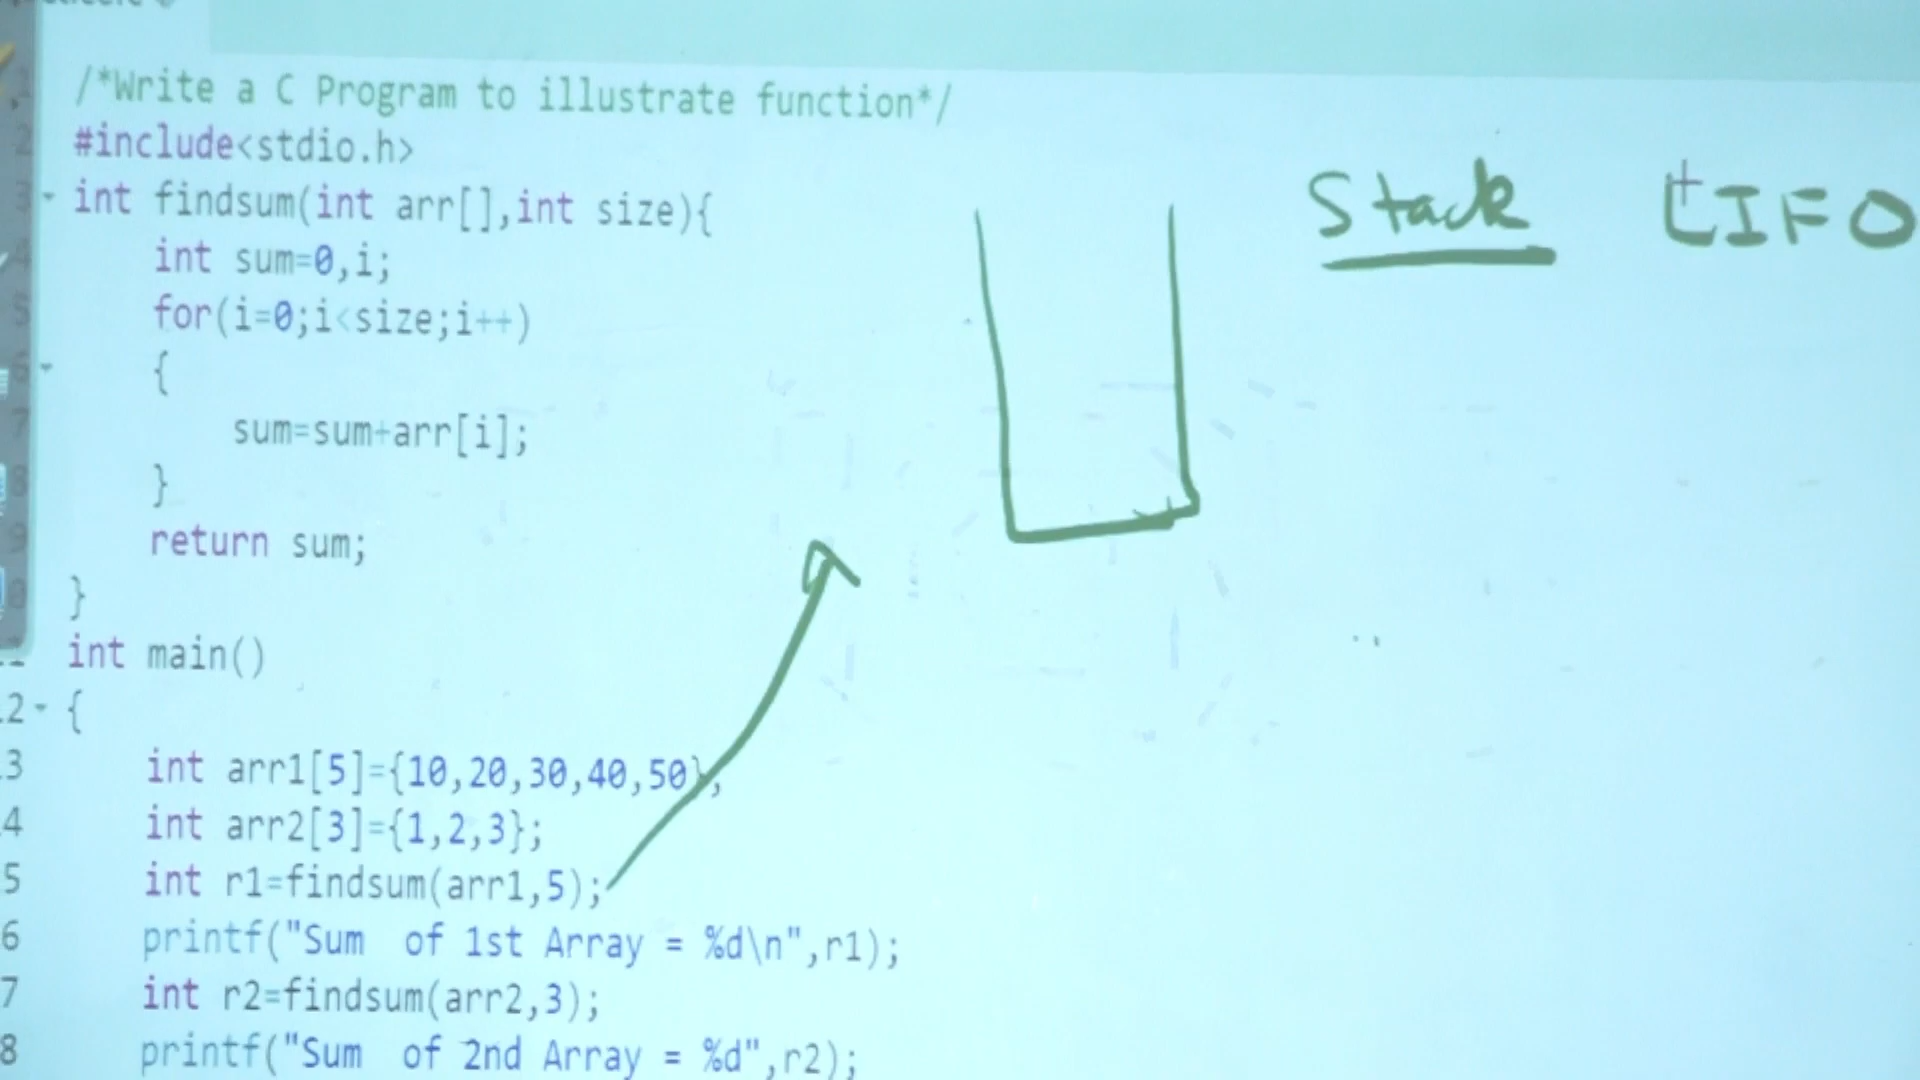 /*Write a C Program to illustrate function*/
#include<stdio.h>
int findsum(int arr[],int size){
int sum=0,i;
for(i=0;i<size;i++)
{
sum=sum+arr[i];
}
return sum;
}
int main()
{
int arr1[5]={10,20,30,40,50};
int arr2[3]={1,2,3};
int r1=findsum(arr1,5);
printf("Sum  of 1st Array = %d\n",r1);
int r2=findsum(arr2,3);
printf("Sum  of 2nd Array = %d",r2);
Stack LIFO